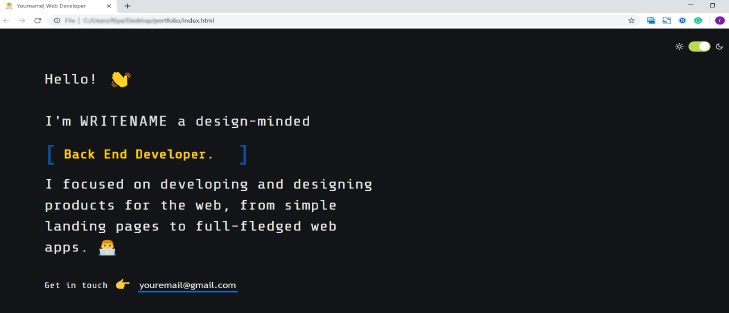 Yourname| Web Developer
File | C:/Users/Riya/Desktop/portfolio/index.html
Hello! 👋
I'm WRITENAME a design-minded
[ Back End Developer. ]
I focused on developing and designing
products for the web, from simple
landing pages to full-fledged web
apps. 👨‍💻
Get in touch 👉 youremail@gmail.com